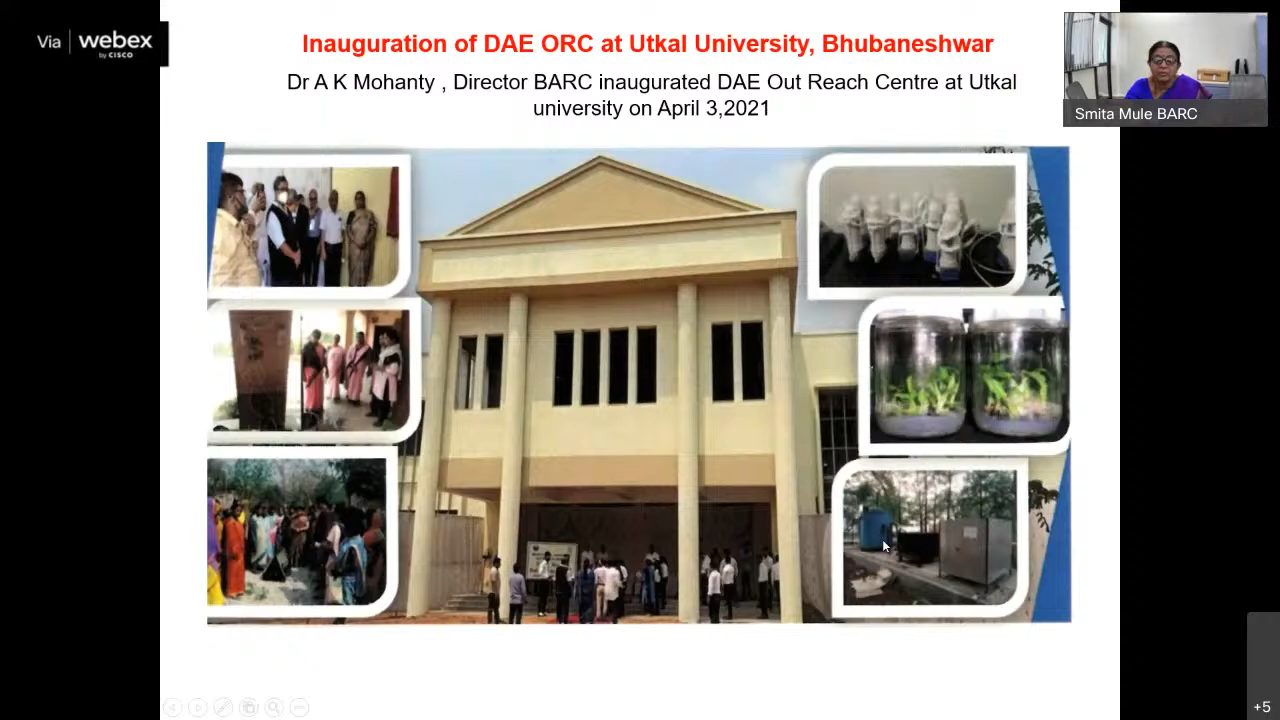 Via webex
by CISCO
Inauguration of DAE ORC at Utkal University, Bhubaneshwar
Dr A K Mohanty , Director BARC inaugurated DAE Out Reach Centre at Utkal
university on April 3,2021
Smita Mule BARC
+5